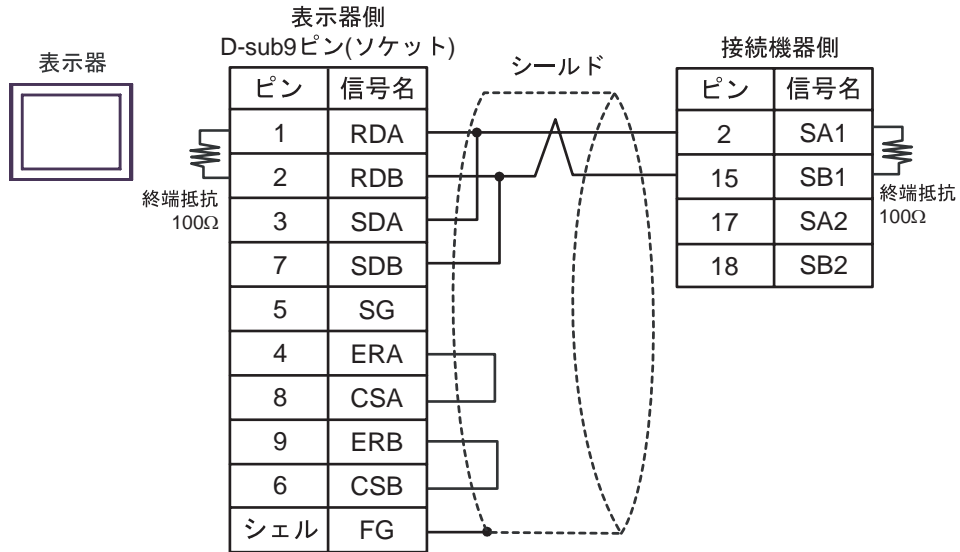 表示器
表示器側
D-sub9ピン(ソケット)
ピン 信号名
1 RDA
2 RDB
3 SDA
7 SDB
5 SG
4 ERA
8 CSA
9 ERB
6 CSB
シェル FG
終端抵抗
100Ω
シールド
接続機器側
ピン 信号名
2 SA1
15 SB1
17 SA2
18 SB2
終端抵抗
100Ω